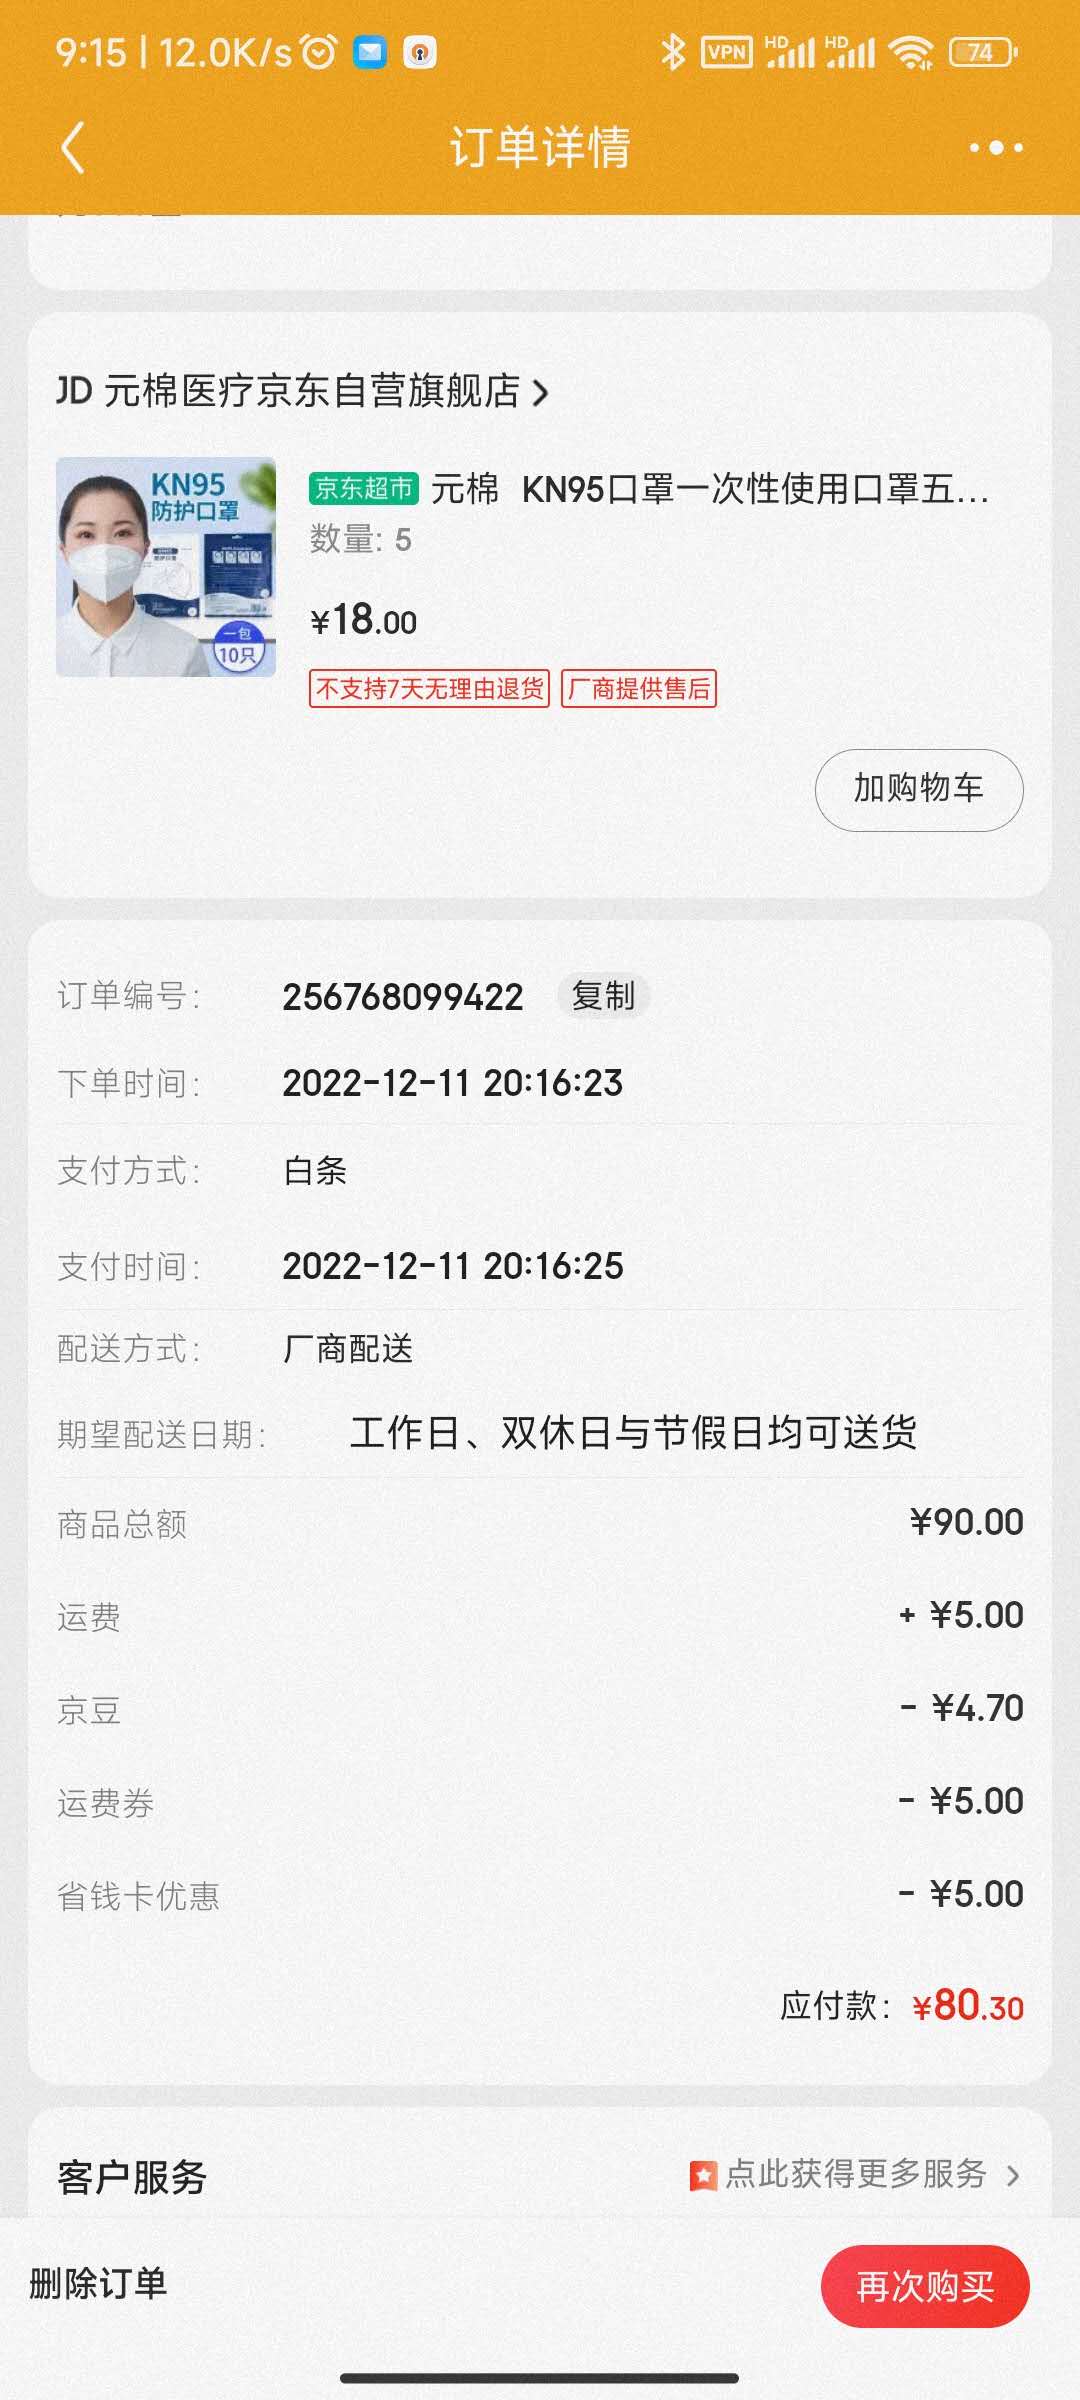 9:15 | 12.0K/s
VPN HD HD 74
订单详情
JD 元棉医疗京东自营旗舰店
KN95
防护口罩
一包
10只
京东超市 元棉 KN95口罩一次性使用口罩五...
数量: 5
¥18.00
不支持7天无理由退货 厂商提供售后
加购物车
订单编号: 256768099422 复制
下单时间: 2022-12-11 20:16:23
支付方式: 白条
支付时间: 2022-12-11 20:16:25
配送方式: 厂商配送
期望配送日期: 工作日、双休日与节假日均可送货
商品总额 ¥90.00
运费 + ¥5.00
京豆 - ¥4.70
运费券 - ¥5.00
省钱卡优惠 - ¥5.00
应付款: ¥80.30
客户服务 点此获得更多服务
删除订单 再次购买